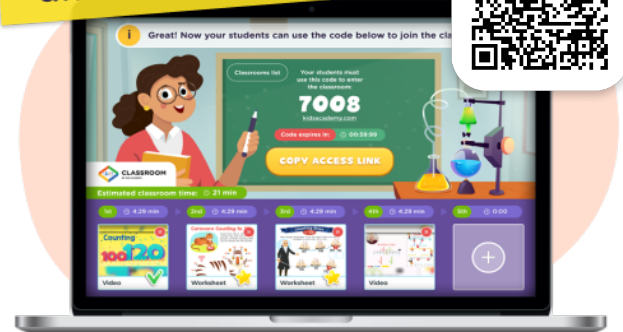 Great! Now your students can use the code below to join the cla
Classrooms list
Your students must
use this code to enter
the classroom:
7008
kidsacademy.com
Code expires in:
00:59:99
COPY ACCESS LINK
CLASSROOM
Estimated classroom time: 21 min
1st 4:29 min
2nd 4:29 min
3rd 4:29 min
4th 4:29 min
5th 0:00
Counting
100
120
Video
Worksheet
Worksheet
Video